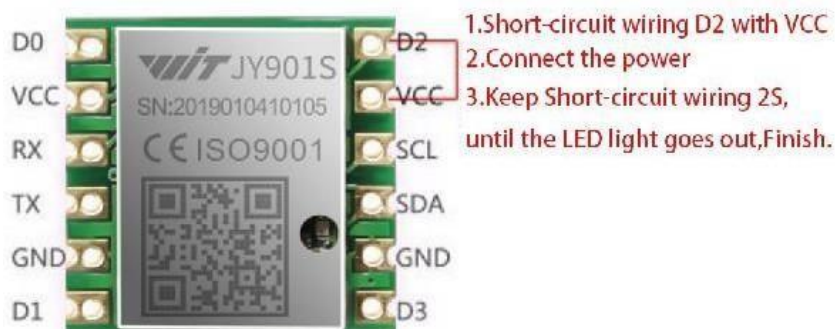 D0
VCC
RX
TX
GND
D1
WIT JY901S
SN:2019010410105
CE ISO9001
D2
VCC
SCL
SDA
GND
D3
1.Short-circuit wiring D2 with VCC
2.Connect the power
3.Keep Short-circuit wiring 2S,
until the LED light goes out,Finish.